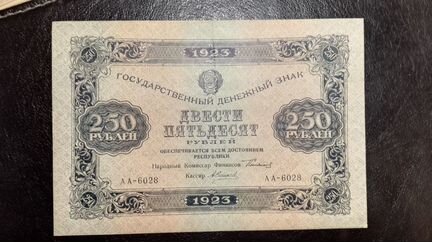 1923
ГОСУДАРСТВЕННЫЙ ДЕНЕЖНЫЙ ЗНАК
250
РУБЛЕЙ
ДВЕСТИ
ПЯТЬДЕСЯТ
РУБЛЕЙ
250
РУБЛЕЙ
ОБЕСПЕЧИВАЕТСЯ ВСЕМ ДОСТОЯНИЕМ
РЕСПУБЛИКИ
Народный Комиссар Финансов
Кассир
АА-6028
АА-6028
1923